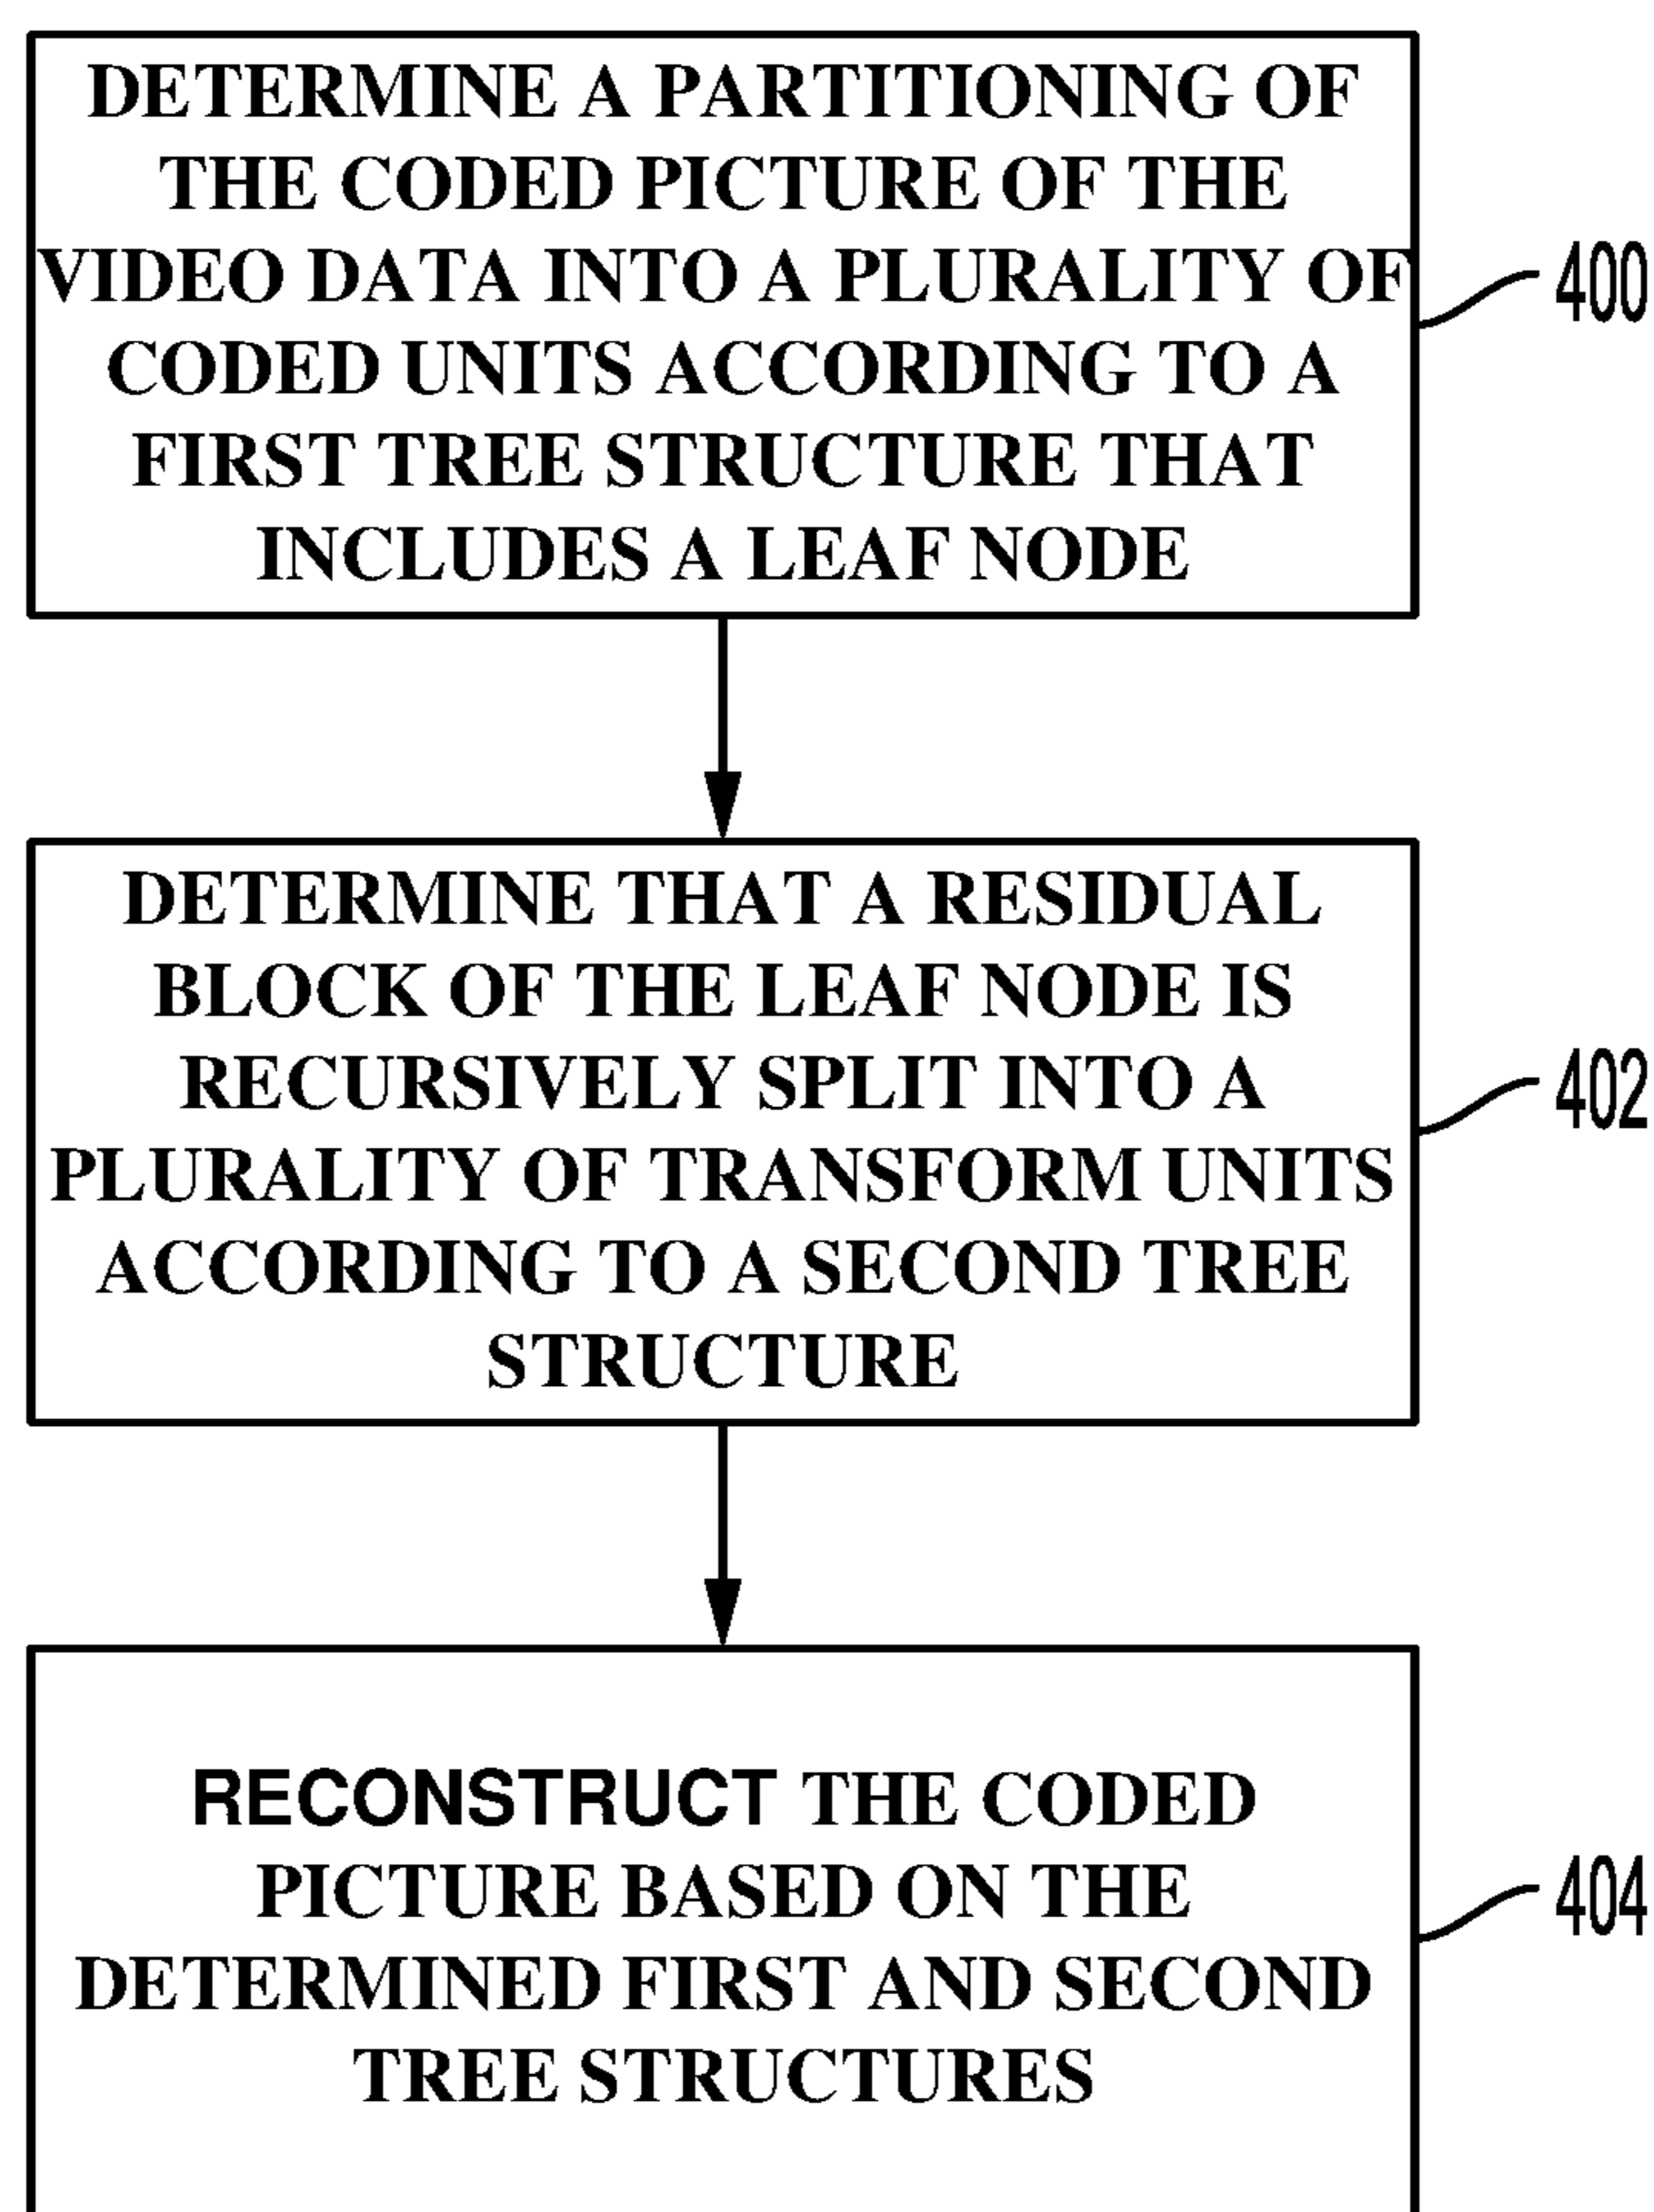 DETERMINE A PARTITIONING OF
THE CODED PICTURE OF THE
VIDEO DATA INTO A PLURALITY OF
CODED UNITS ACCORDING TO A
FIRST TREE STRUCTURE THAT
INCLUDES A LEAF NODE
400
DETERMINE THAT A RESIDUAL
BLOCK OF THE LEAF NODE IS
RECURSIVELY SPLIT INTO A
PLURALITY OF TRANSFORM UNITS
ACCORDING TO A SECOND TREE
STRUCTURE
402
RECONSTRUCT THE CODED
PICTURE BASED ON THE
DETERMINED FIRST AND SECOND
TREE STRUCTURES
404